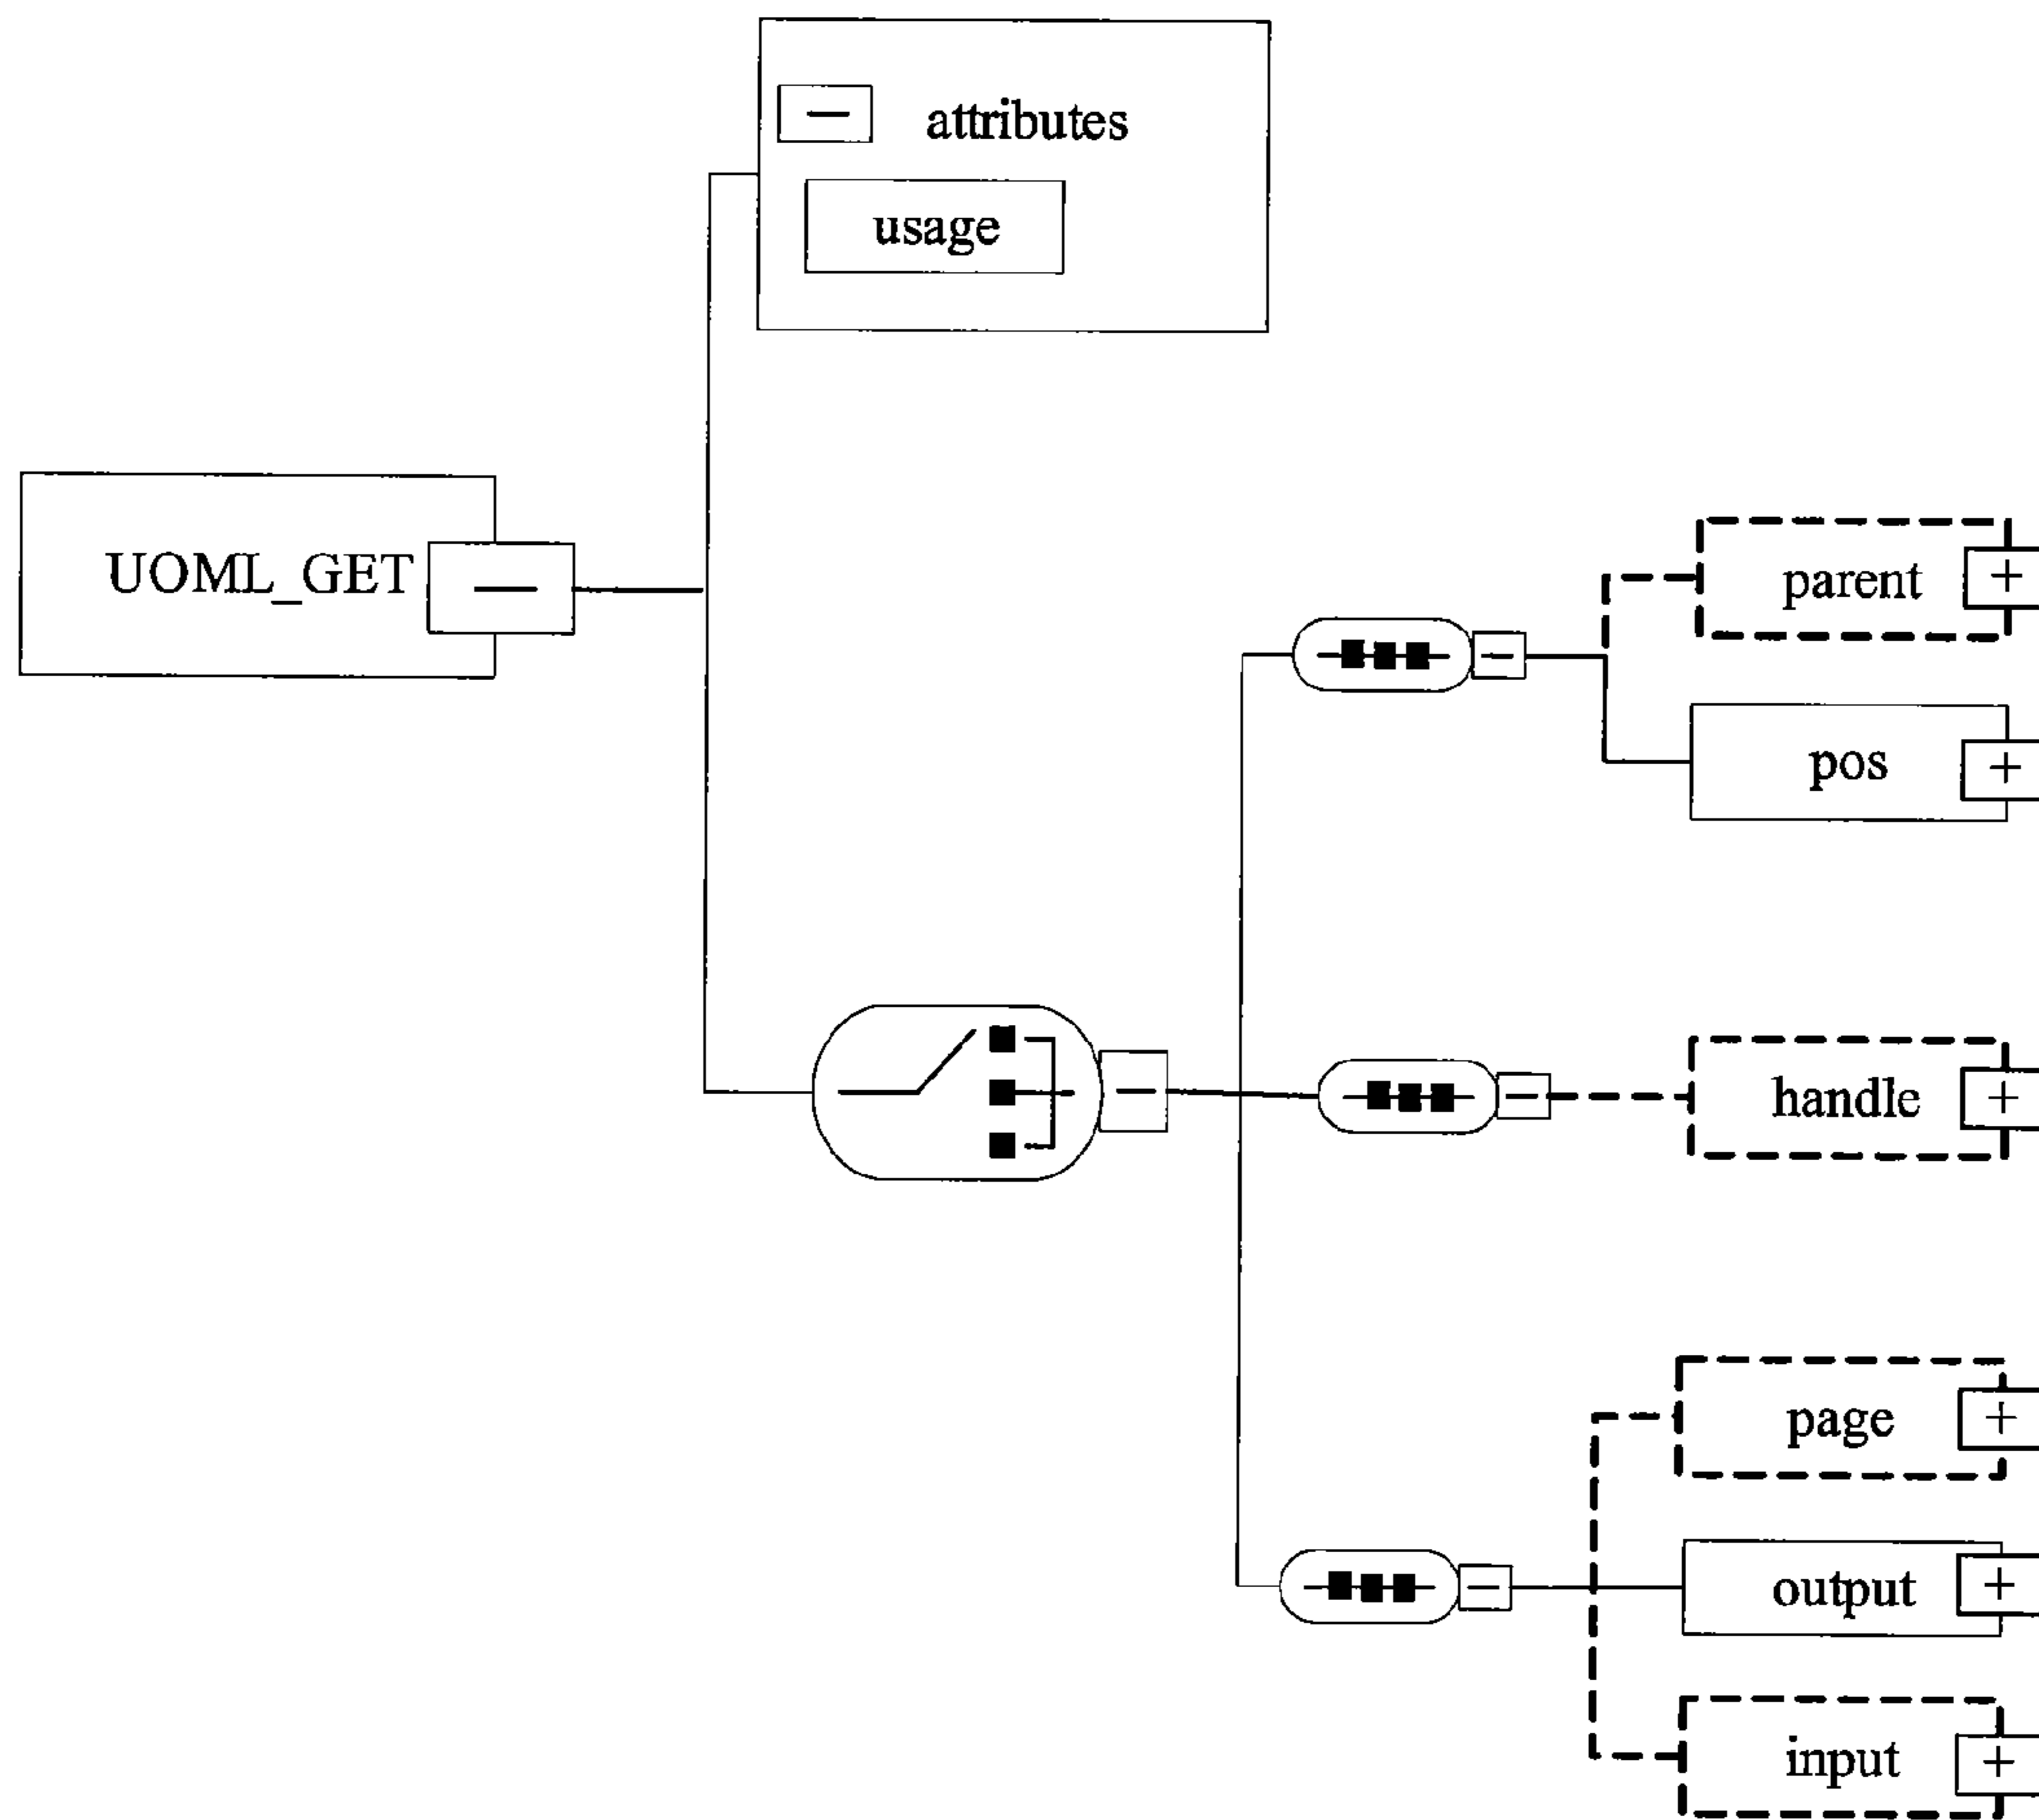 attributes
usage
UOML_GET
parent
pos
handle
page
output
input